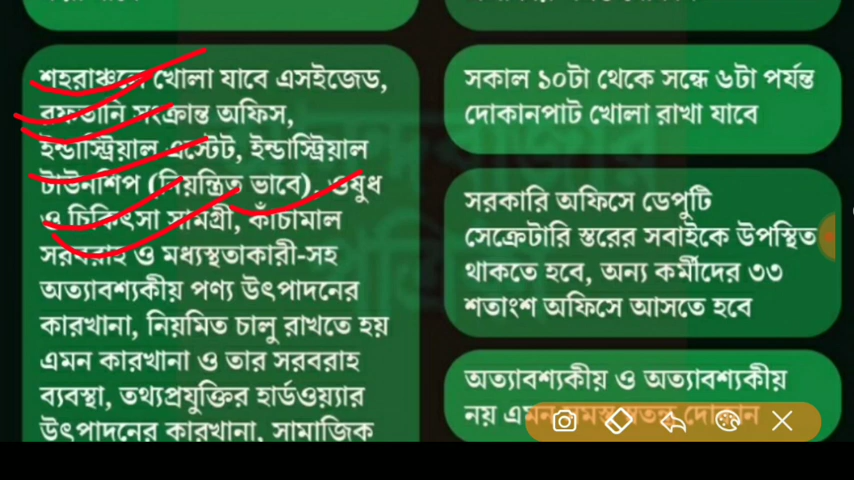 শহরাঞ্চলে খোলা যাবে এসইজেড,
রফতানি সংক্রান্ত অফিস,
ইন্ডাস্ট্রিয়াল এস্টেট, ইন্ডাস্ট্রিয়াল
টাউনশিপ (নিয়ন্ত্রিত ভাবে), ওষুধ
ও চিকিৎসা সামগ্রী, কাঁচামাল
সরবরাহ ও মধ্যস্থতাকারী-সহ
অত্যাবশ্যকীয় পণ্য উৎপাদনের
কারখানা, নিয়মিত চালু রাখতে হয়
এমন কারখানা ও তার সরবরাহ
ব্যবস্থা, তথ্যপ্রযুক্তির হার্ডওয়্যার
উৎপাদনের কারখানা, সামাজিক
সকাল ১০টা থেকে সন্ধে ৬টা পর্যন্ত
দোকানপাট খোলা রাখা যাবে
সরকারি অফিসে ডেপুটি
সেক্রেটারি স্তরের সবাইকে উপস্থিত
থাকতে হবে, অন্য কর্মীদের ৩৩
শতাংশ অফিসে আসতে হবে
অত্যাবশ্যকীয় ও অত্যাবশ্যকীয়
নয় এমন সমস্ত স্বতন্ত্র দোকান